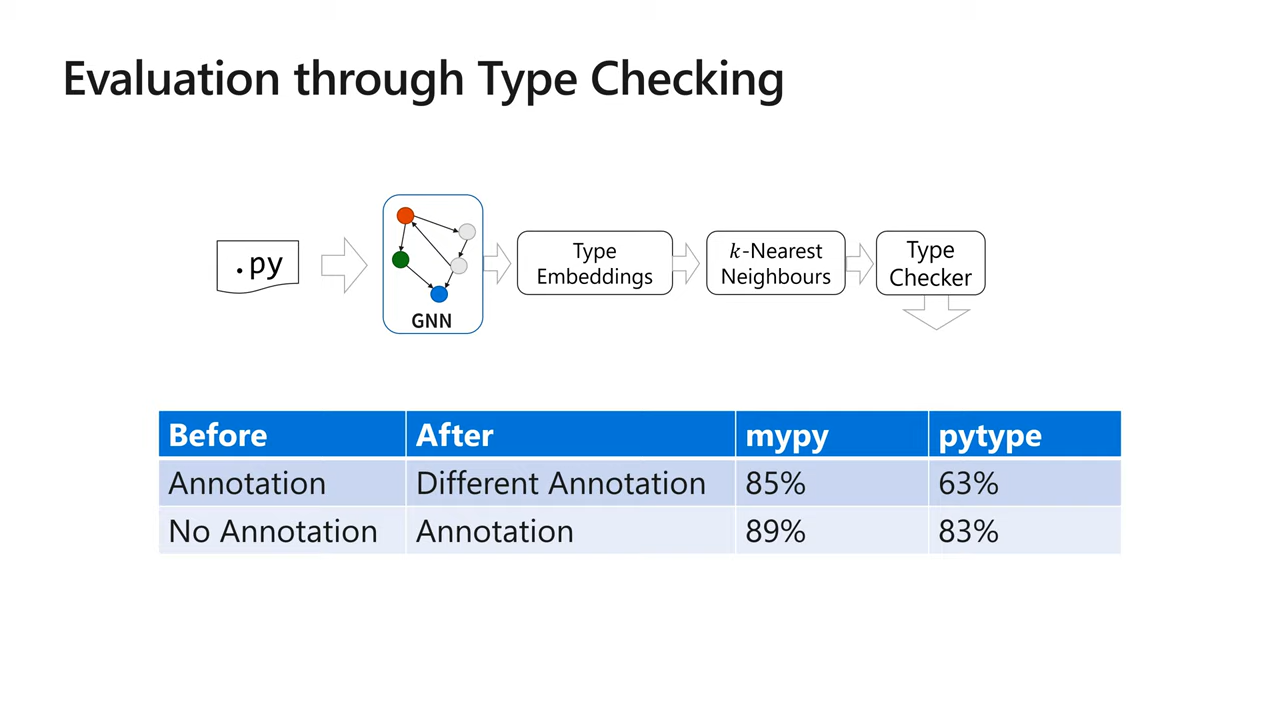 Evaluation through Type Checking
.py
GNN
Type
Embeddings
k-Nearest
Neighbours
Type
Checker
Before After mypy pytype
Annotation Different Annotation 85% 63%
No Annotation Annotation 89% 83%